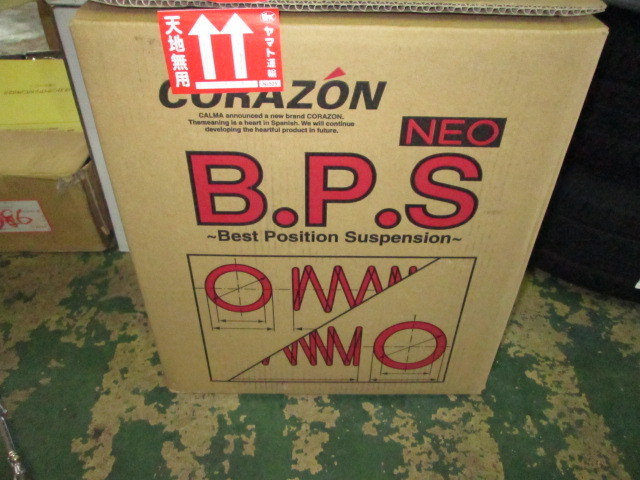 天地無用
ヤマト運輸
CORAZÓN
CALMA announced a new brand CORAZON.
Themeaning is a heart in Spanish. We will continue
developing the heartful product in future.
NEO
B.P.S
~Best Position Suspension~